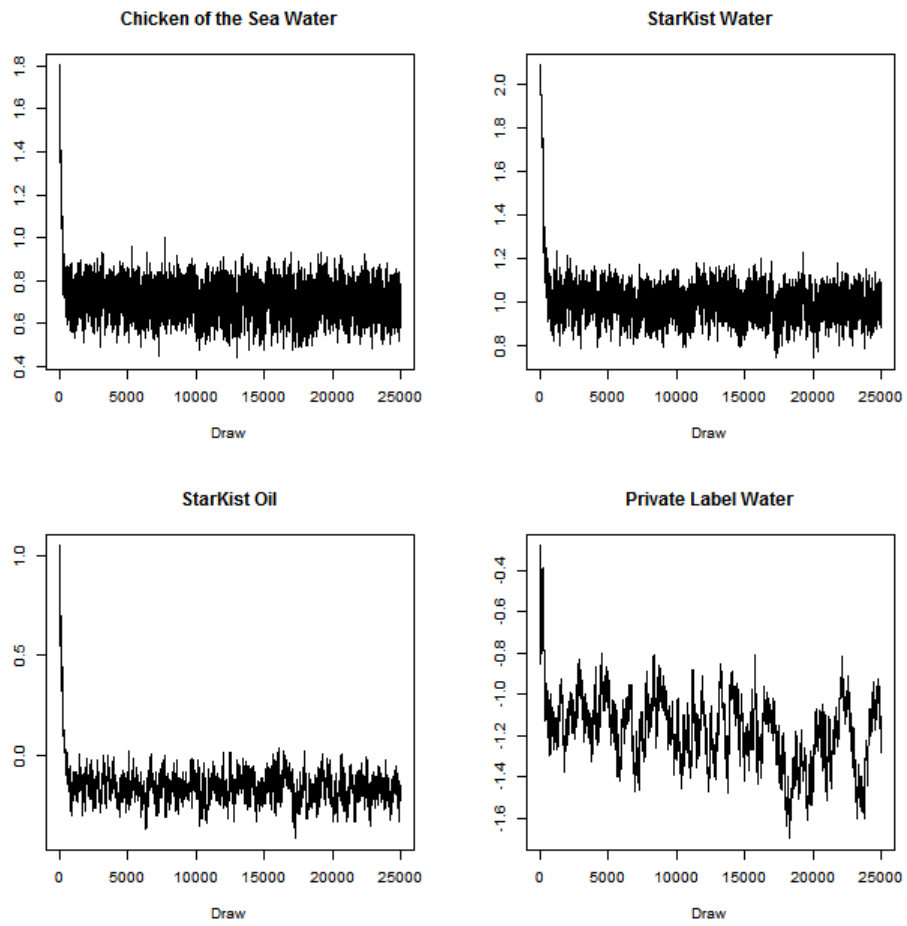 Chicken of the Sea Water
1.8
1.6
1.4
1.2
1.0
0.8
0.6
0.4
0 5000 10000 15000 20000 25000
Draw
StarKist Water
2.0
1.8
1.6
1.4
1.2
1.0
0.8
0 5000 10000 15000 20000 25000
Draw
StarKist Oil
1.0
0.5
0.0
0 5000 10000 15000 20000 25000
Draw
Private Label Water
-0.4
-0.6
-0.8
-1.0
-1.2
-1.4
-1.6
0 5000 10000 15000 20000 25000
Draw